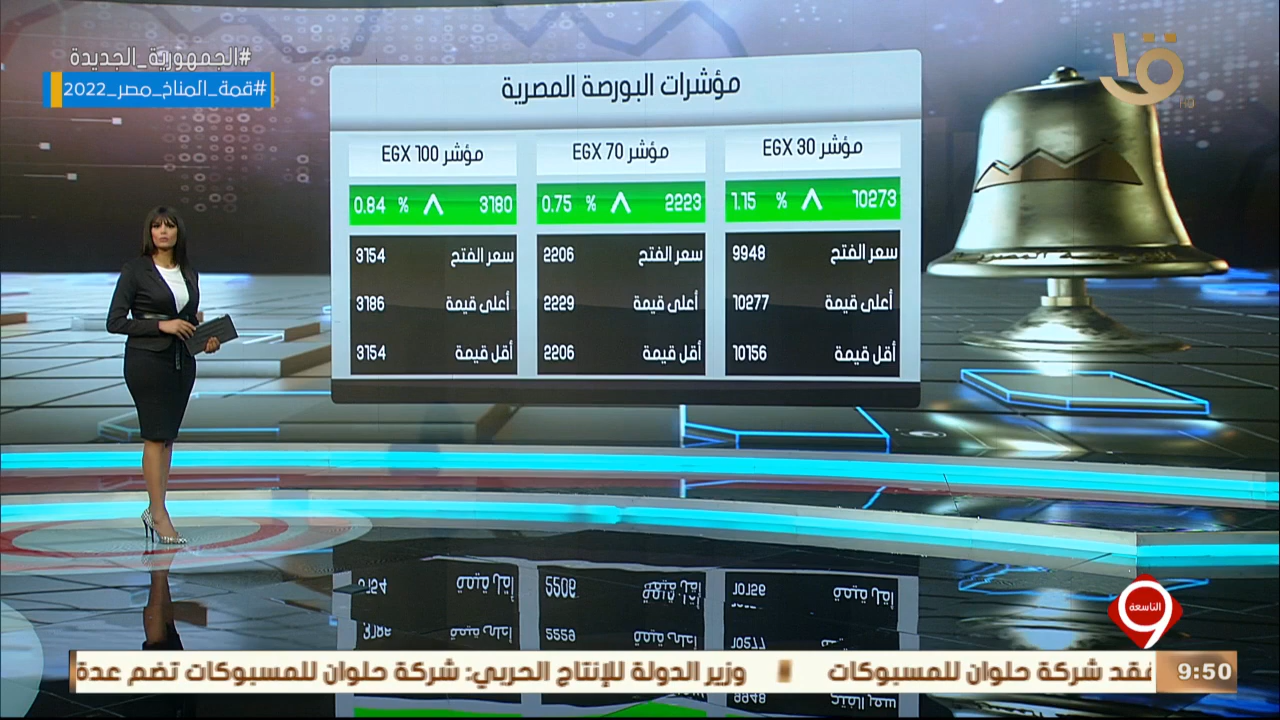 #الجمهورية_الجديدة
#قمة_المناخ_مصر_2022
مؤشرات البورصة المصرية
مؤشر EGX 30
10273 % 1.15
سعر الفتح 9948
أعلى قيمة 10277
أقل قيمة 10156
مؤشر EGX 70
2223 % 0.75
سعر الفتح 2206
أعلى قيمة 2229
أقل قيمة 2206
مؤشر EGX 100
3180 % 0.84
سعر الفتح 3154
أعلى قيمة 3186
أقل قيمة 3154
HD
التاسعة
9
9:50
شركة حلوان للمسبوكات
وزير الدولة للإنتاج الحربي: شركة حلوان للمسبوكات تضم عدة